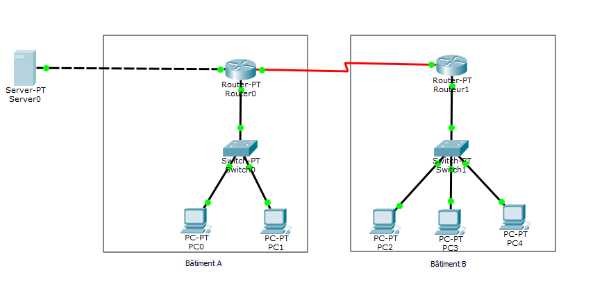 Server-PT
Server0
Router-PT
Router0
Router-PT
Routeur1
Switch-PT
Switch0
Switch-PT
Switch1
PC-PT
PC0
PC-PT
PC1
PC-PT
PC2
PC-PT
PC3
PC-PT
PC4
Bâtiment A
Bâtiment B